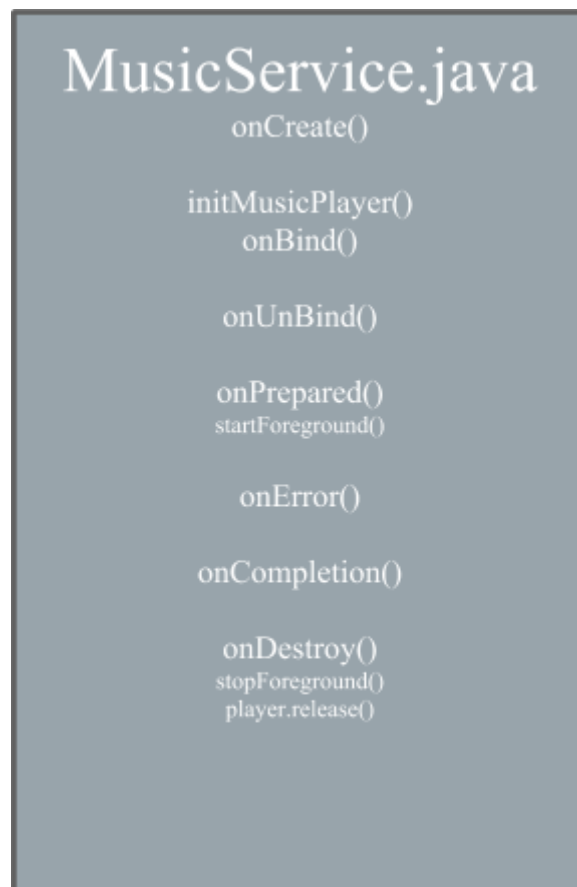 MusicService.java
onCreate()
initMusicPlayer()
onBind()
onUnBind()
onPrepared()
startForeground()
onError()
onCompletion()
onDestroy()
stopForeground()
player.release()